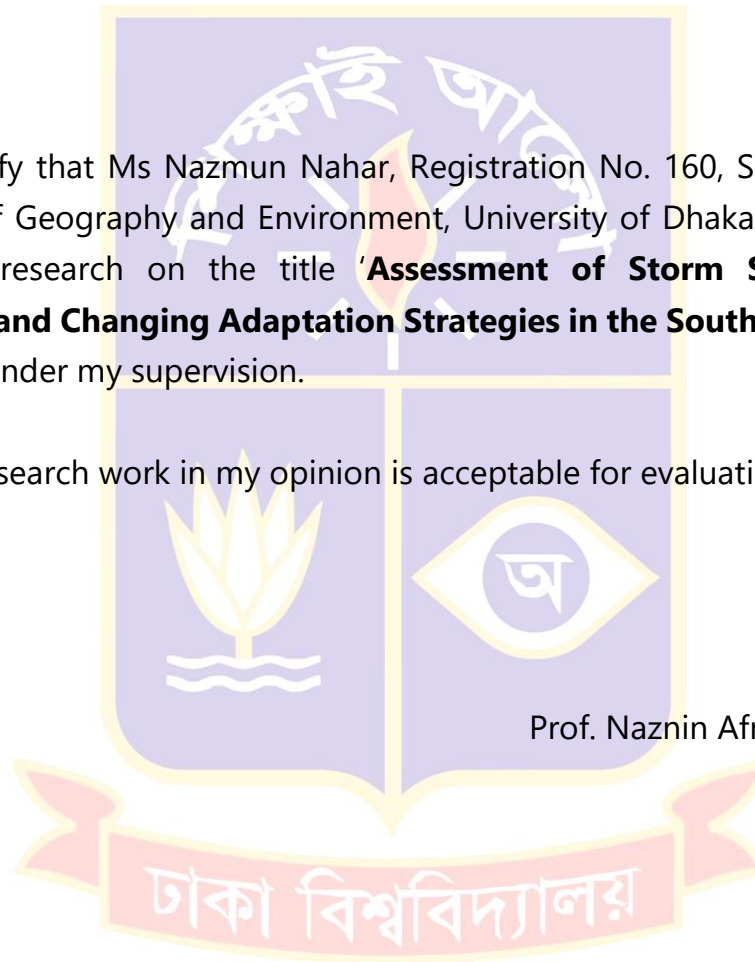 শিক্ষাই আলো
fy that Ms Nazmun Nahar, Registration No. 160, S
f Geography and Environment, University of Dhaka
research on the title ‘Assessment of Storm S
and Changing Adaptation Strategies in the South
nder my supervision.
search work in my opinion is acceptable for evaluati
অ
Prof. Naznin Afr
ঢাকা বিশ্ববিদ্যালয়